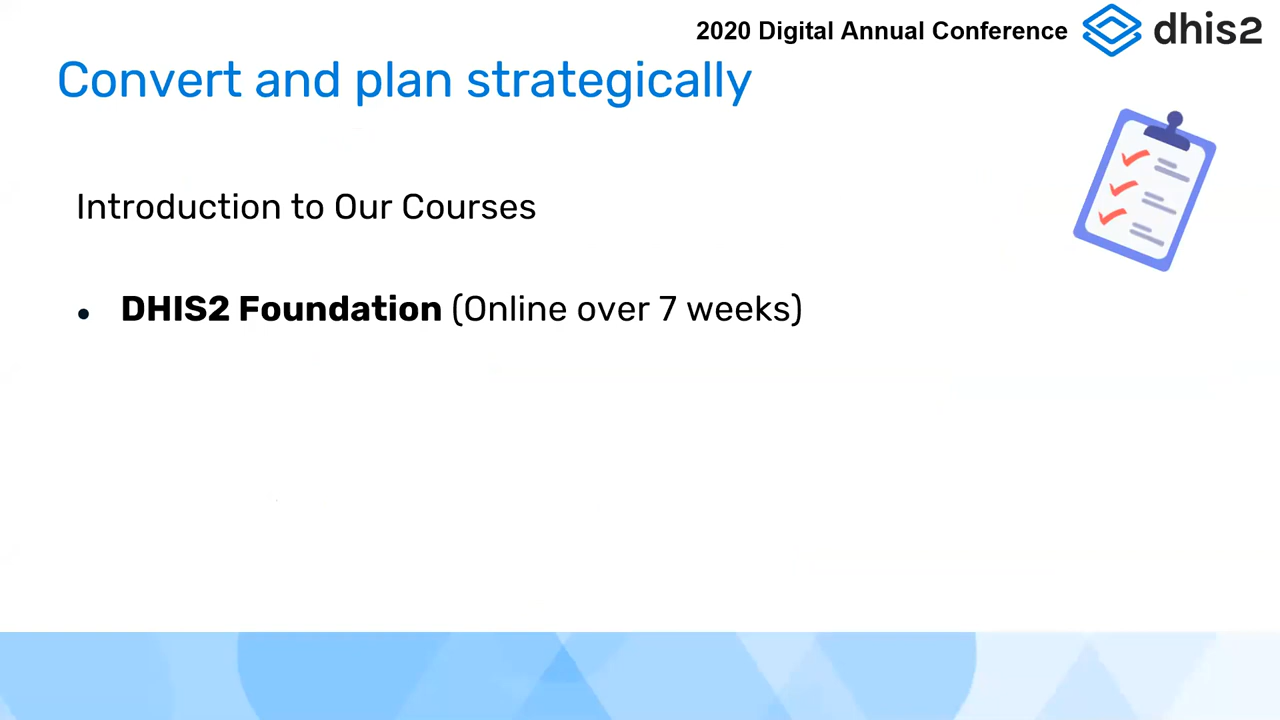 2020 Digital Annual Conference dhis2
Convert and plan strategically
Introduction to Our Courses
• DHIS2 Foundation (Online over 7 weeks)